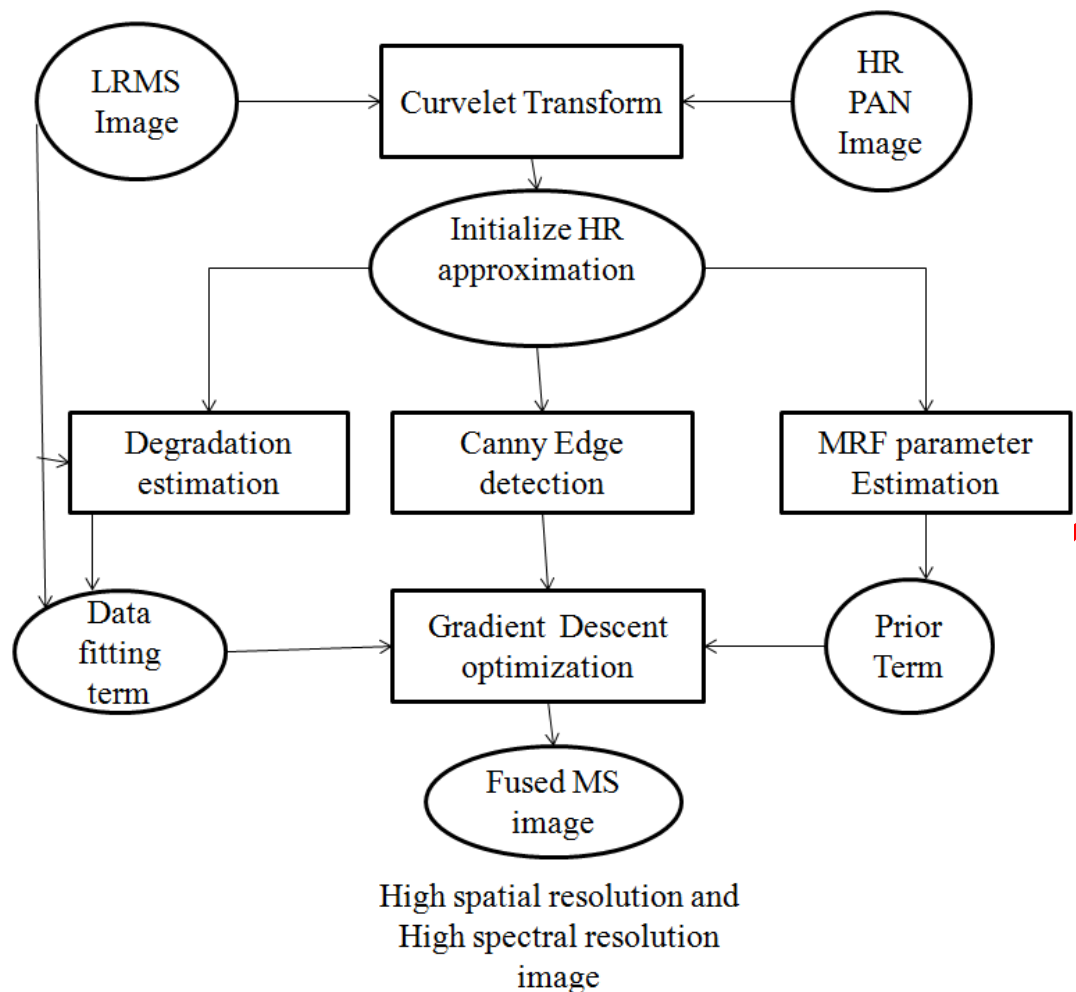 LRMS
Image
Curvelet Transform
HR
PAN
Image
Initialize HR
approximation
Degradation
estimation
Canny Edge
detection
MRF parameter
Estimation
Data
fitting
term
Gradient Descent
optimization
Prior
Term
Fused MS
image
High spatial resolution and
High spectral resolution
image